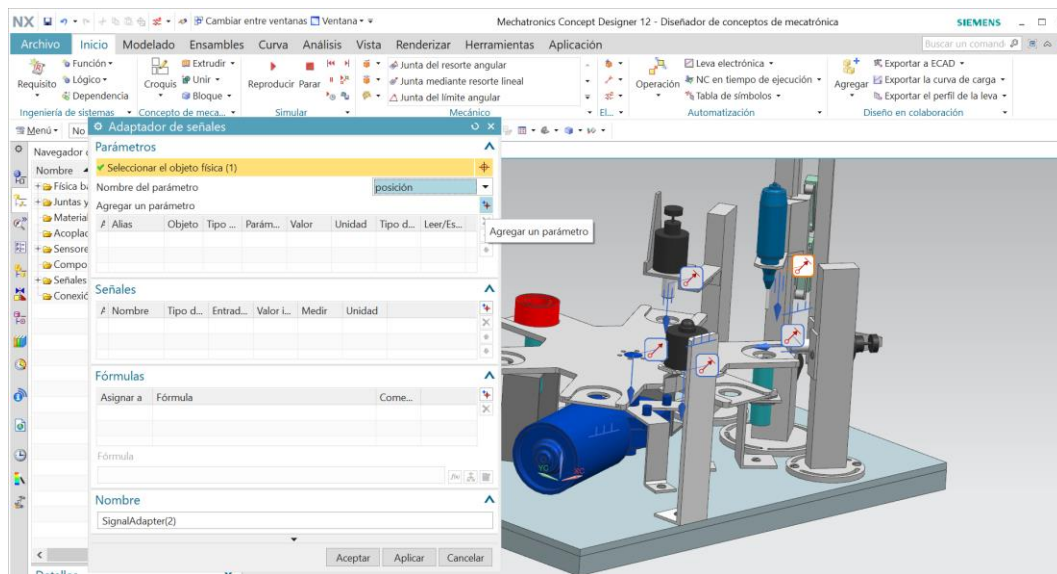 NX Cambiar entre ventanas Ventana Mechatronics Concept Designer 12 - Diseñador de conceptos de mecatrónica SIEMENS
Archivo Inicio Modelado Ensambles Curva Análisis Vista Renderizar Herramientas Aplicación Buscar un comand
Función Extrudir Junta del resorte angular Leva electrónica Exportar a ECAD
Requisito Lógico Croquis Unir Reproducir Parar Junta mediante resorte lineal Operación NC en tiempo de ejecución Agregar Exportar la curva de carga
Dependencia Bloque Junta del límite angular Tabla de símbolos Exportar el perfil de la leva
Ingeniería de sistemas Concepto de meca... Simular Mecánico El... Automatización Diseño en colaboración
Menú No Adaptador de señales
Navegador Parámetros
Nombre Seleccionar el objeto física (1)
Física Nombre del parámetro posición
Juntas y Agregar un parámetro
Material Alias Objeto Tipo ... Parám... Valor Unidad Tipo d... Leer/Es...
Acoplac Agregar un parámetro
Sensore
Compo
Señales Señales
Conexió Nombre Tipo d... Entrad... Valor i... Medir Unidad
Fórmulas
Asignar a Fórmula Come...
Fórmula
YC XC
Nombre
SignalAdapter(2)
Aceptar Aplicar Cancelar